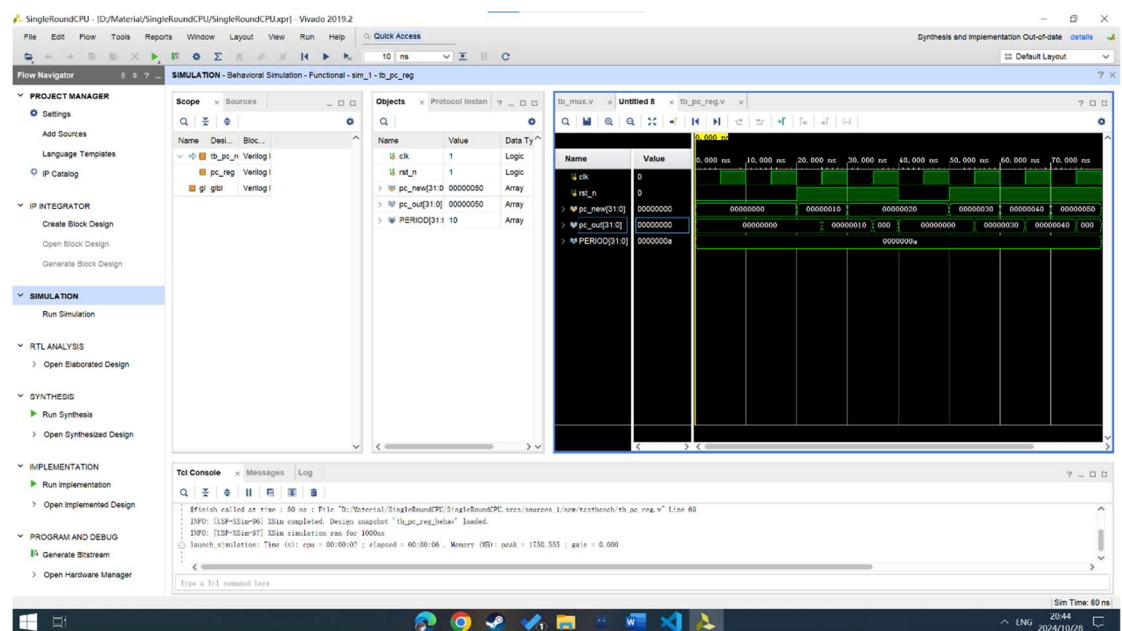 SingleRoundCPU - [D:/Material/SingleRoundCPU/SingleRoundCPU.xpr] - Vivado 2019.2
File Edit Flow Tools Reports Window Layout View Run Help Quick Access
Synthesis and Implementation Out-of-date details
10 ns
Default Layout
Flow Navigator
SIMULATION - Behavioral Simulation - Functional - sim_1 - tb_pc_reg
PROJECT MANAGER
Settings
Add Sources
Language Templates
IP Catalog
IP INTEGRATOR
Create Block Design
Open Block Design
Generate Block Design
SIMULATION
Run Simulation
RTL ANALYSIS
Open Elaborated Design
SYNTHESIS
Run Synthesis
Open Synthesized Design
IMPLEMENTATION
Run Implementation
Open Implemented Design
PROGRAM AND DEBUG
Generate Bitstream
Open Hardware Manager
Scope Sources
Name Desi... Bloc...
tb_pc_r Verilog
pc_reg Verilog
gl glbl Verilog
Objects Protocol Instan
Name Value Data Ty
clk 1 Logic
rst_n 1 Logic
pc_new[31:0 00000050 Array
pc_out[31:0] 00000050 Array
PERIOD[31: 10 Array
tb_mux.v Untitled 8 tb_pc_reg.v
0.000 ns
Name Value 0.000 ns 10.000 ns 20.000 ns 30.000 ns 40.000 ns 50.000 ns 60.000 ns 70.000 ns
clk 0
rst_n 0
pc_new[31:0] 00000000 00000000 00000010 00000020 00000030 00000040 00000050
pc_out[31:0] 00000000 00000000 00000010 000 00000000 00000030 00000040 000
PERIOD[31:0] 0000000a 0000000a
Tcl Console Messages Log
$finish called at time : 80 ns : File "D:/Material/SingleRoundCPU/SingleRoundCPU.srcs/sources_1/new/testbench/tb_pc_reg.v" Line 60
INFO: [USF-XSim-96] XSim completed. Design snapshot 'tb_pc_reg_behav' loaded.
INFO: [USF-XSim-97] XSim simulation ran for 1000ns
launch_simulation: Time (s): cpu = 00:00:02 ; elapsed = 00:00:06 . Memory (MB): peak = 1750.555 ; gain = 0.000
Type a Tcl command here
Sim Time: 80 ns
ENG
20:44
2024/10/28